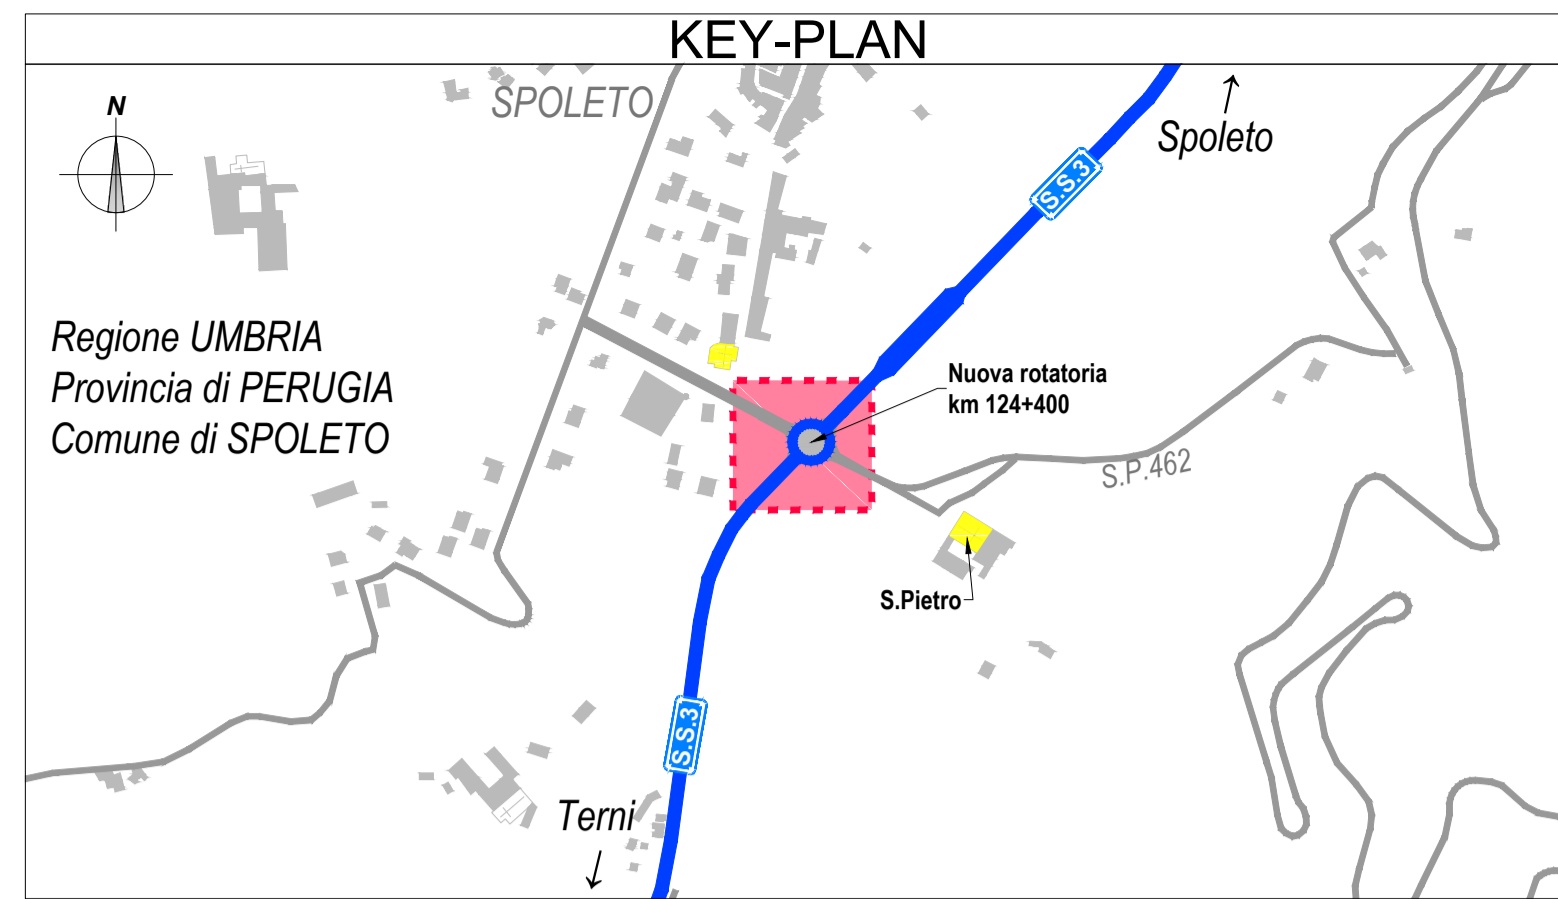 KEY-PLAN
SPOLETO
N
Spoleto
S.S.3
Regione UMBRIA
Provincia di PERUGIA
Comune di SPOLETO
Nuova rotatoria
km 124+400
S.P.462
S.Pietro
S.S.3
Terni